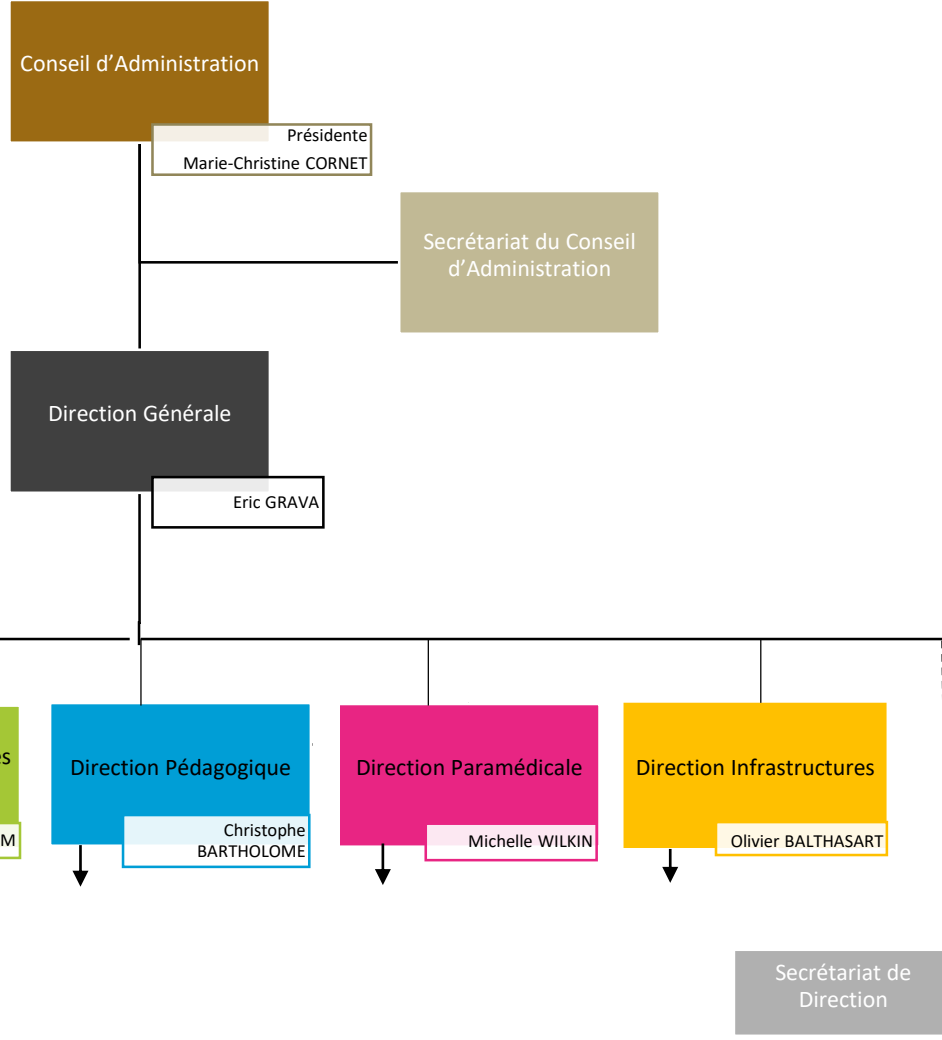 Conseil d’Administration
Présidente
Marie-Christine CORNET
Secrétariat du Conseil
d’Administration
Direction Générale
Eric GRAVA
Direction Pédagogique
Christophe
BARTHOLOME
Direction Paramédicale
Michelle WILKIN
Direction Infrastructures
Olivier BALTHASART
Secrétariat de
Direction